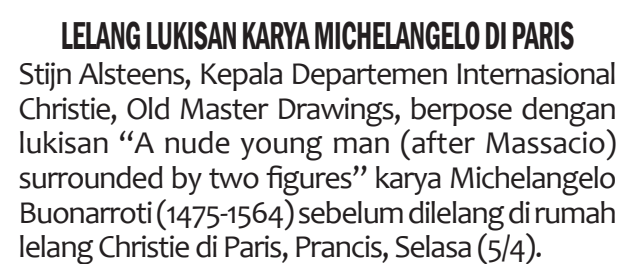 LELANG LUKISAN KARYA MICHELANGELO DI PARIS
Stijn Alsteens, Kepala Departemen Internasional
Christie, Old Master Drawings, berpose dengan
lukisan “A nude young man (after Massacio)
surrounded by two figures” karya Michelangelo
Buonarroti (1475-1564) sebelum dilelang di rumah
lelang Christie di Paris, Prancis, Selasa (5/4).